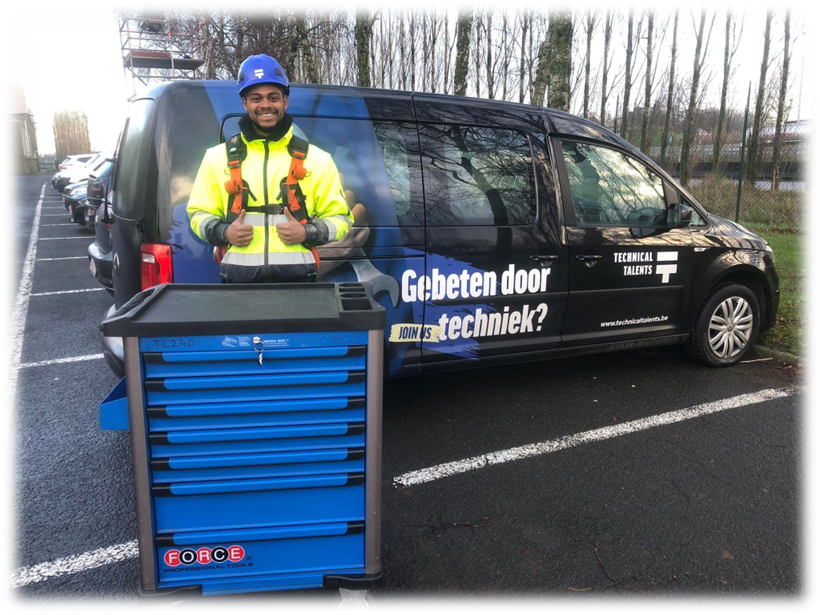 Gebeten door
JOIN US
techniek?
TECHNICAL
TALENTS
www.technicaltalents.be
TL240
FORCE
PROFESSIONAL TOOLS